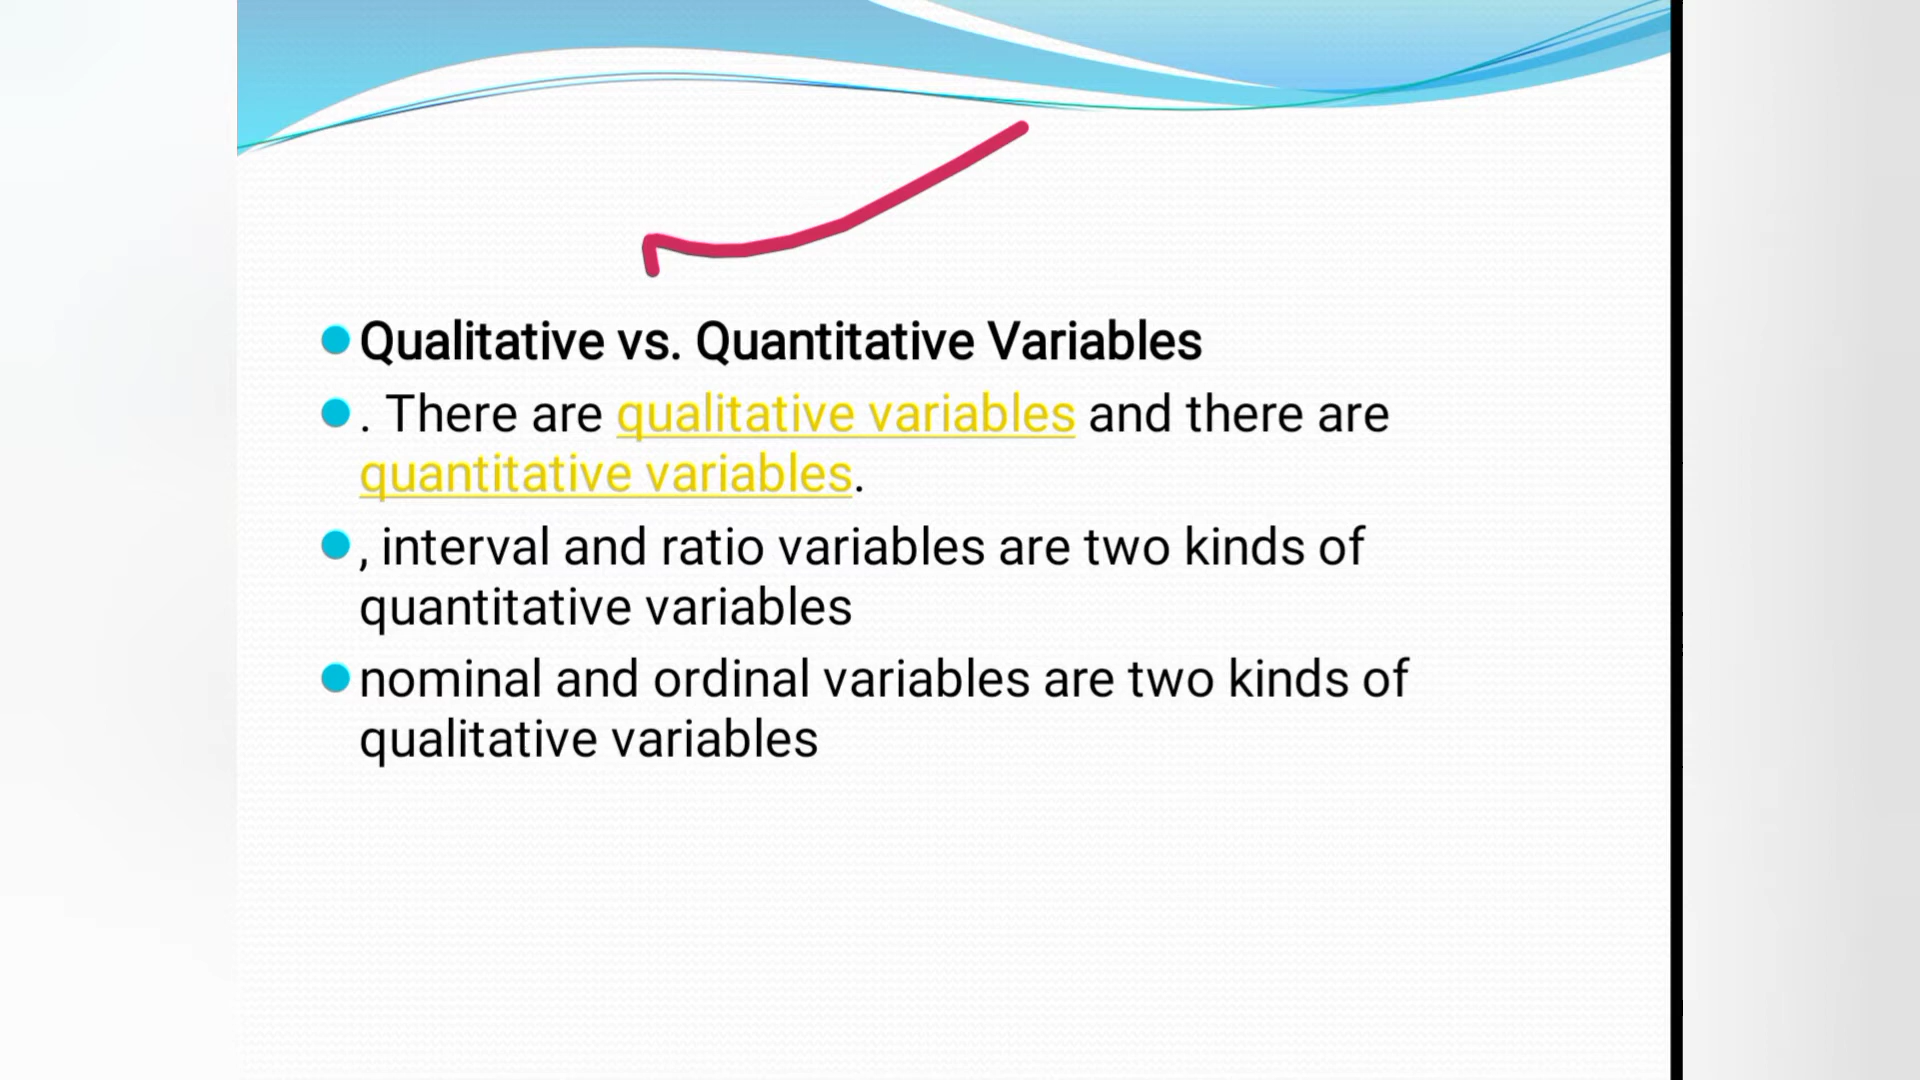 Qualitative vs. Quantitative Variables
. There are qualitative variables and there are
quantitative variables.
, interval and ratio variables are two kinds of
quantitative variables
nominal and ordinal variables are two kinds of
qualitative variables